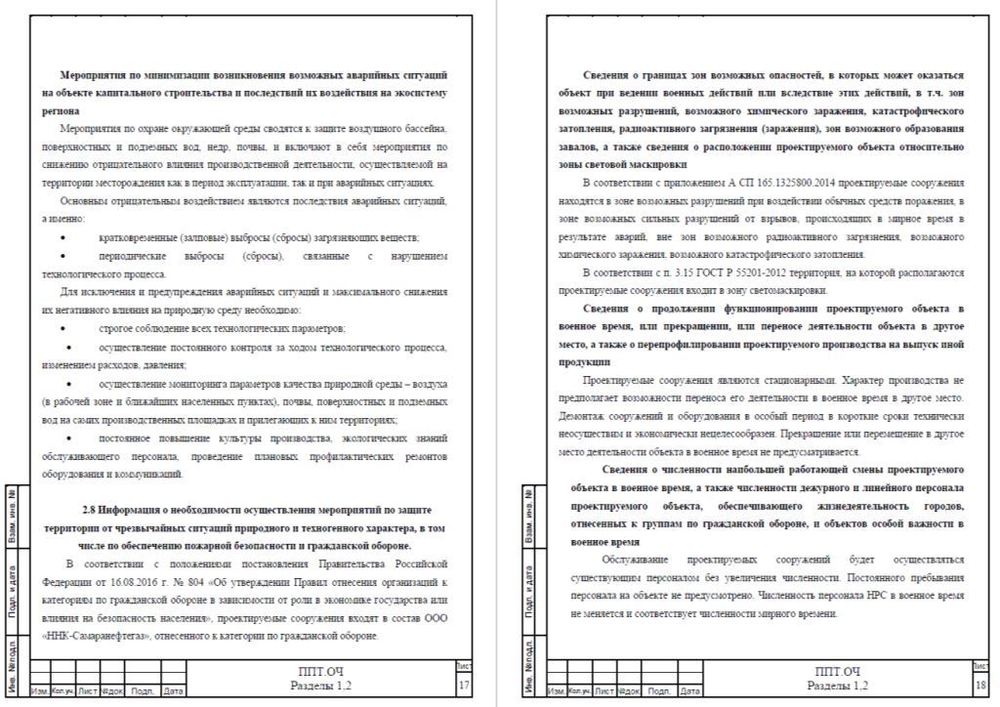 Мероприятия по минимизации возникновения возможных аварийных ситуаций
на объекте капитального строительства и последствий их воздействия на экосистему
региона
Мероприятия по охране окружающей среды сводятся к защите воздушного бассейна,
поверхностных и подземных вод, недр, почвы, и включают в себя мероприятия по
снижению отрицательного влияния производственной деятельности, осуществляемой на
территории месторождения как в период эксплуатации, так и при аварийных ситуациях.
Основным отрицательным воздействием являются последствия аварийных ситуаций,
а именно:
• кратковременные (залповые) выбросы (сбросы) загрязняющих веществ;
• периодические выбросы (сбросы), связанные с нарушением
технологического процесса.
Для исключения и предупреждения аварийных ситуаций и максимального снижения
их негативного влияния на природную среду необходимо:
• строгое соблюдение всех технологических параметров;
• осуществление постоянного контроля за ходом технологического процесса,
изменением расходов, давления;
• осуществление мониторинга параметров качества природной среды – воздуха
(в рабочей зоне и ближайших населенных пунктах), почвы, поверхностных и подземных
вод на самих производственных площадках и прилегающих к ним территориях;
• постоянное повышение культуры производства, экологических знаний
обслуживающего персонала, проведение плановых профилактических ремонтов
оборудования и коммуникаций.
2.8 Информация о необходимости осуществления мероприятий по защите
территории от чрезвычайных ситуаций природного и техногенного характера, в том
числе по обеспечению пожарной безопасности и гражданской обороне.
В соответствии с положениями постановления Правительства Российской
Федерации от 16.08.2016 г. № 804 «Об утверждении Правил отнесения организаций к
категориям по гражданской обороне в зависимости от роли в экономике государства или
влияния на безопасность населения», проектируемые сооружения входят в состав ООО
«ННК-Самаранефтегаз», отнесенного к категории по гражданской обороне.
Взам. инв. №
Подп. и дата
Инв. №подл.
Изм. Кол.уч. Лист №док Подп. Дата
ППТ.ОЧ
Разделы 1,2
Лист
17
Сведения о границах зон возможных опасностей, в которых может оказаться
объект при ведении военных действий или вследствие этих действий, в т.ч. зон
возможных разрушений, возможного химического заражения, катастрофического
затопления, радиоактивного загрязнения (заражения), зон возможного образования
завалов, а также сведения о расположении проектируемого объекта относительно
зоны световой маскировки
В соответствии с приложением А СП 165.1325800.2014 проектируемые сооружения
находятся в зоне возможных разрушений при воздействии обычных средств поражения, в
зоне возможных сильных разрушений от взрывов, происходящих в мирное время в
результате аварий, вне зон возможного радиоактивного загрязнения, возможного
химического заражения, возможного катастрофического затопления.
В соответствии с п. 3.15 ГОСТ Р 55201-2012 территория, на которой располагаются
проектируемые сооружения входит в зону светомаскировки.
Сведения о продолжении функционировании проектируемого объекта в
военное время, или прекращении, или переносе деятельности объекта в другое
место, а также о перепрофилировании проектируемого производства на выпуск иной
продукции
Проектируемые сооружения являются стационарными. Характер производства не
предполагает возможности переноса его деятельности в военное время в другое место.
Демонтаж сооружений и оборудования в особый период в короткие сроки технически
неосуществим и экономически нецелесообразен. Прекращение или перемещение в другое
место деятельности объекта в военное время не предусматривается.
Сведения о численности наибольшей работающей смены проектируемого
объекта в военное время, а также численности дежурного и линейного персонала
проектируемого объекта, обеспечивающего жизнедеятельность городов,
отнесенных к группам по гражданской обороне, и объектов особой важности в
военное время
Обслуживание проектируемых сооружений будет осуществляться
существующим персоналом без увеличения численности. Постоянного пребывания
персонала на объекте не предусмотрено. Численность персонала НРС в военное время
не меняется и соответствует численности мирного времени.
Взам. инв. №
Подп. и дата
Инв. №подл.
Изм. Кол.уч. Лист №док Подп. Дата
ППТ.ОЧ
Разделы 1,2
Лист
18